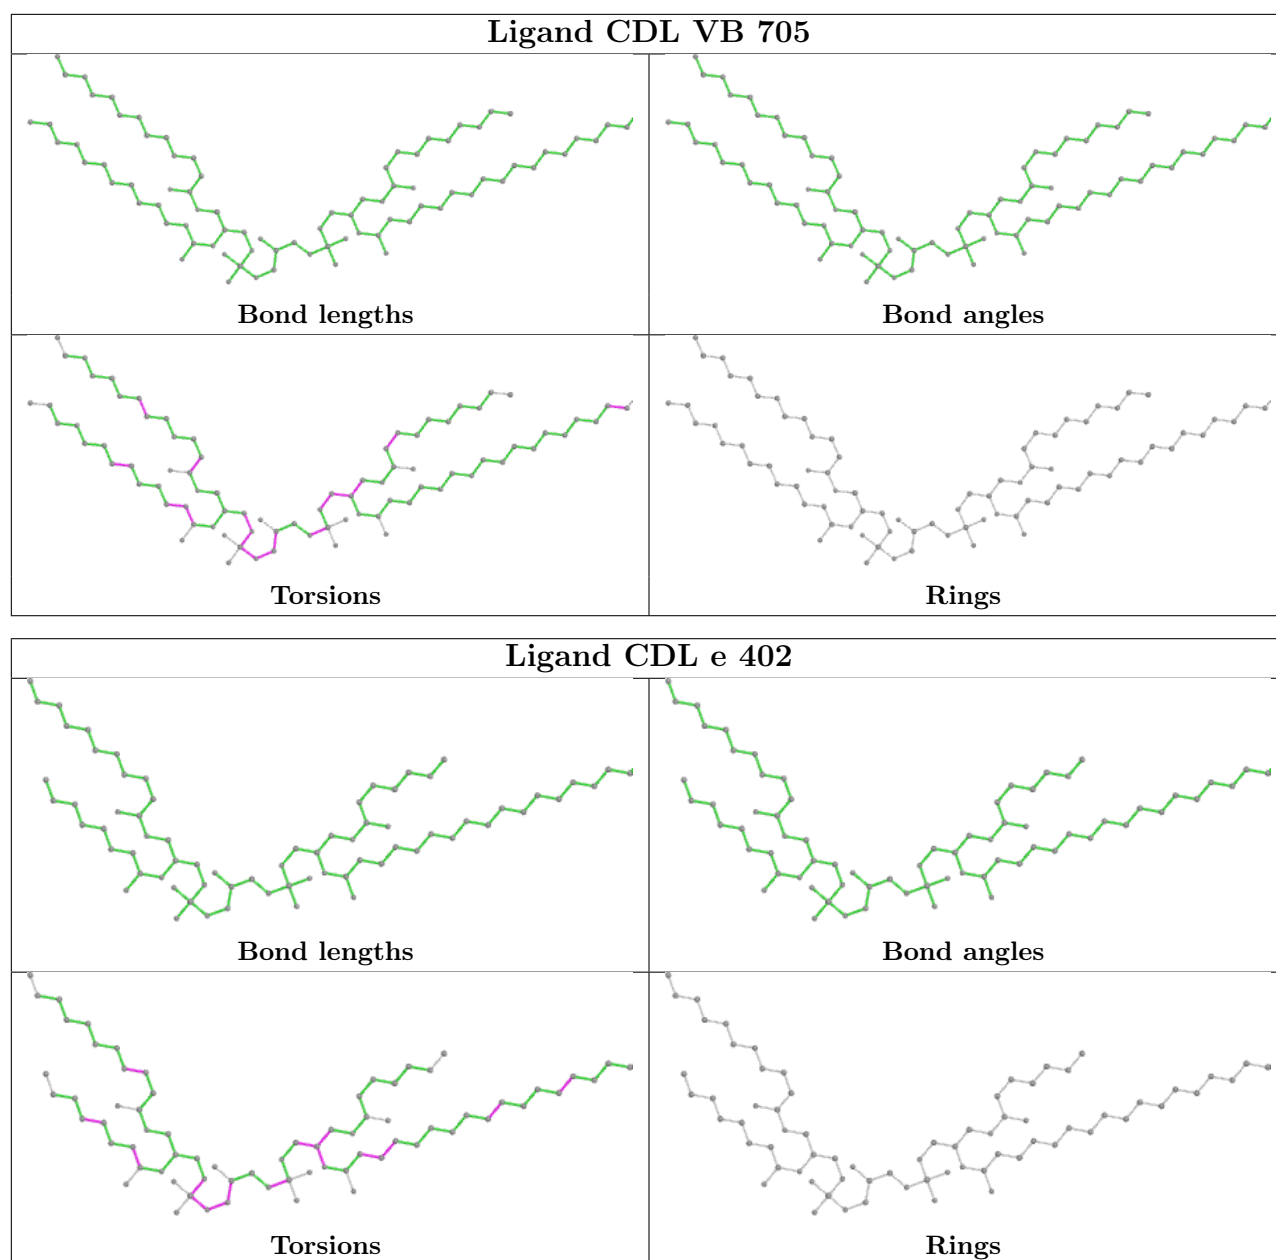 Ligand CDL VB 705
Bond lengths
Bond angles
Torsions
Rings
Ligand CDL e 402
Bond lengths
Bond angles
Torsions
Rings